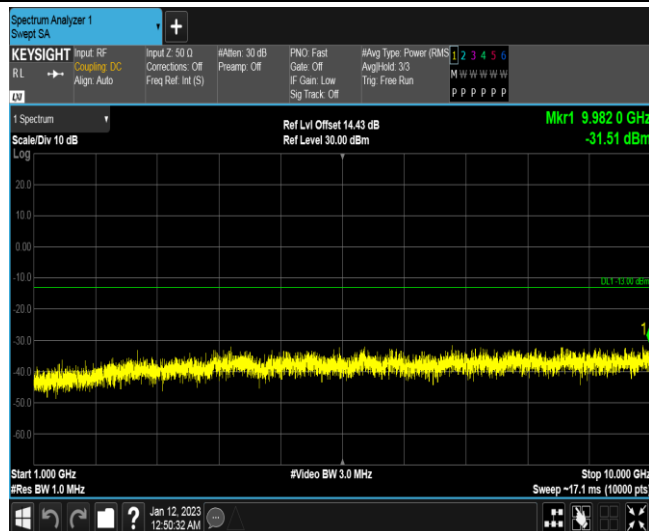 Spectrum Analyzer 1
Swept SA
+
KEYSIGHT
RL
LXI
Input: RF
Coupling: DC
Align: Auto
Input Z: 50 Ω
Corrections: Off
Freq Ref: Int (S)
#Atten: 30 dB
Preamp: Off
PNO: Fast
Gate: Off
IF Gain: Low
Sig Track: Off
#Avg Type: Power (RMS
Avg|Hold: 3/3
Trig: Free Run
1 2 3 4 5 6
M W W W W W
P P P P P P
1 Spectrum
Scale/Div 10 dB
Log
Ref Lvl Offset 14.43 dB
Ref Level 30.00 dBm
Mkr1 9.982 0 GHz
-31.51 dBm
20.0
10.0
0.00
-10.0
DL1 -13.00 dBm
-20.0
1
-30.0
-40.0
-50.0
-60.0
Start 1.000 GHz
#Video BW 3.0 MHz
Stop 10.000 GHz
#Res BW 1.0 MHz
Sweep ~17.1 ms (10000 pts)
?
Jan 12, 2023
12:50:32 AM